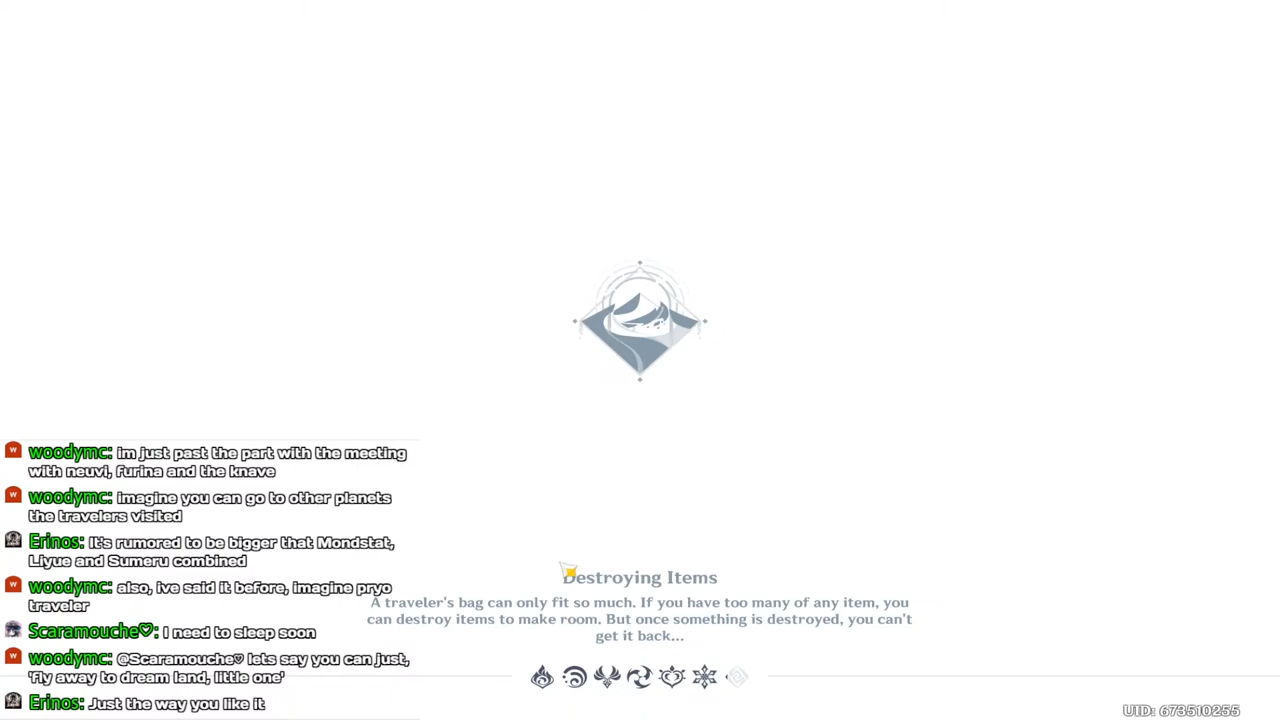 woodymc: im just past the part with the meeting
with neuvi, furina and the knave
woodymc: imagine you can go to other planets
the travelers visited
Erinos: It's rumored to be bigger that Mondstat,
Liyue and Sumeru combined
woodymc: also, ive said it before, imagine pryo
traveler
Scaramouche♡: I need to sleep soon
woodymc: @Scaramouche♡ lets say you can just,
'fly away to dream land, little one'
Erinos: Just the way you like it
Destroying Items
A traveler's bag can only fit so much. If you have too many of any item, you
can destroy items to make room. But once something is destroyed, you can't
get it back...
UID: 673510255